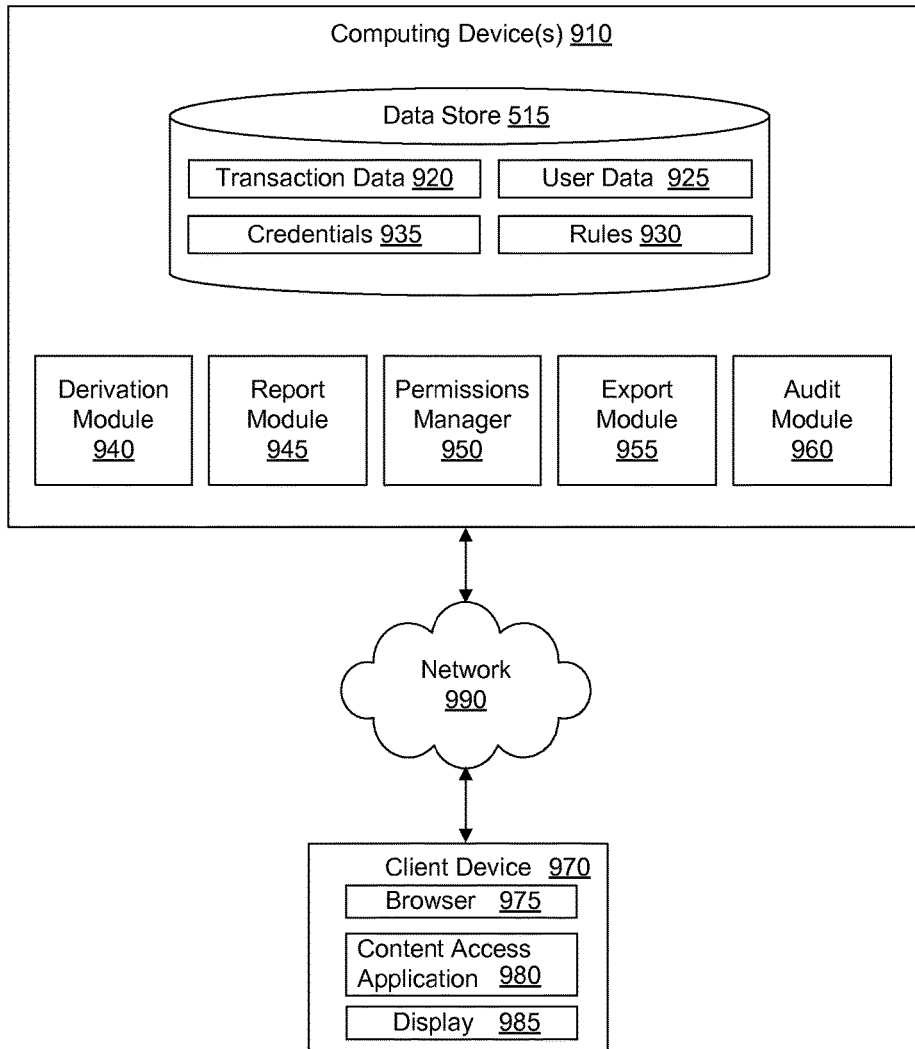 Computing Device(s) 910
Data Store 515
Transaction Data 920
User Data 925
Credentials 935
Rules 930
Derivation
Module
940
Report
Module
945
Permissions
Manager
950
Export
Module
955
Audit
Module
960
Network
990
Client Device 970
Browser 975
Content Access
Application 980
Display 985